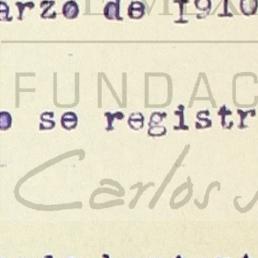 arzo de 1910
FUNDAC
o se registr
Carlos